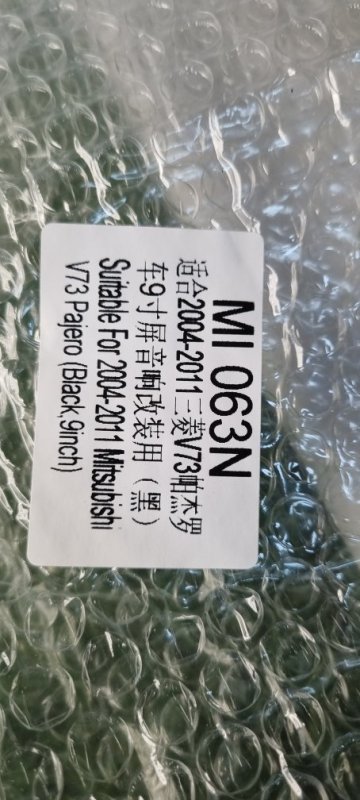 MI 063N
适合2004-2011三菱V73帕杰罗
车9寸屏音响改装用（黑）
Suitable For 2004-2011 Mitsubishi
V73 Pajero (Black,9inch)